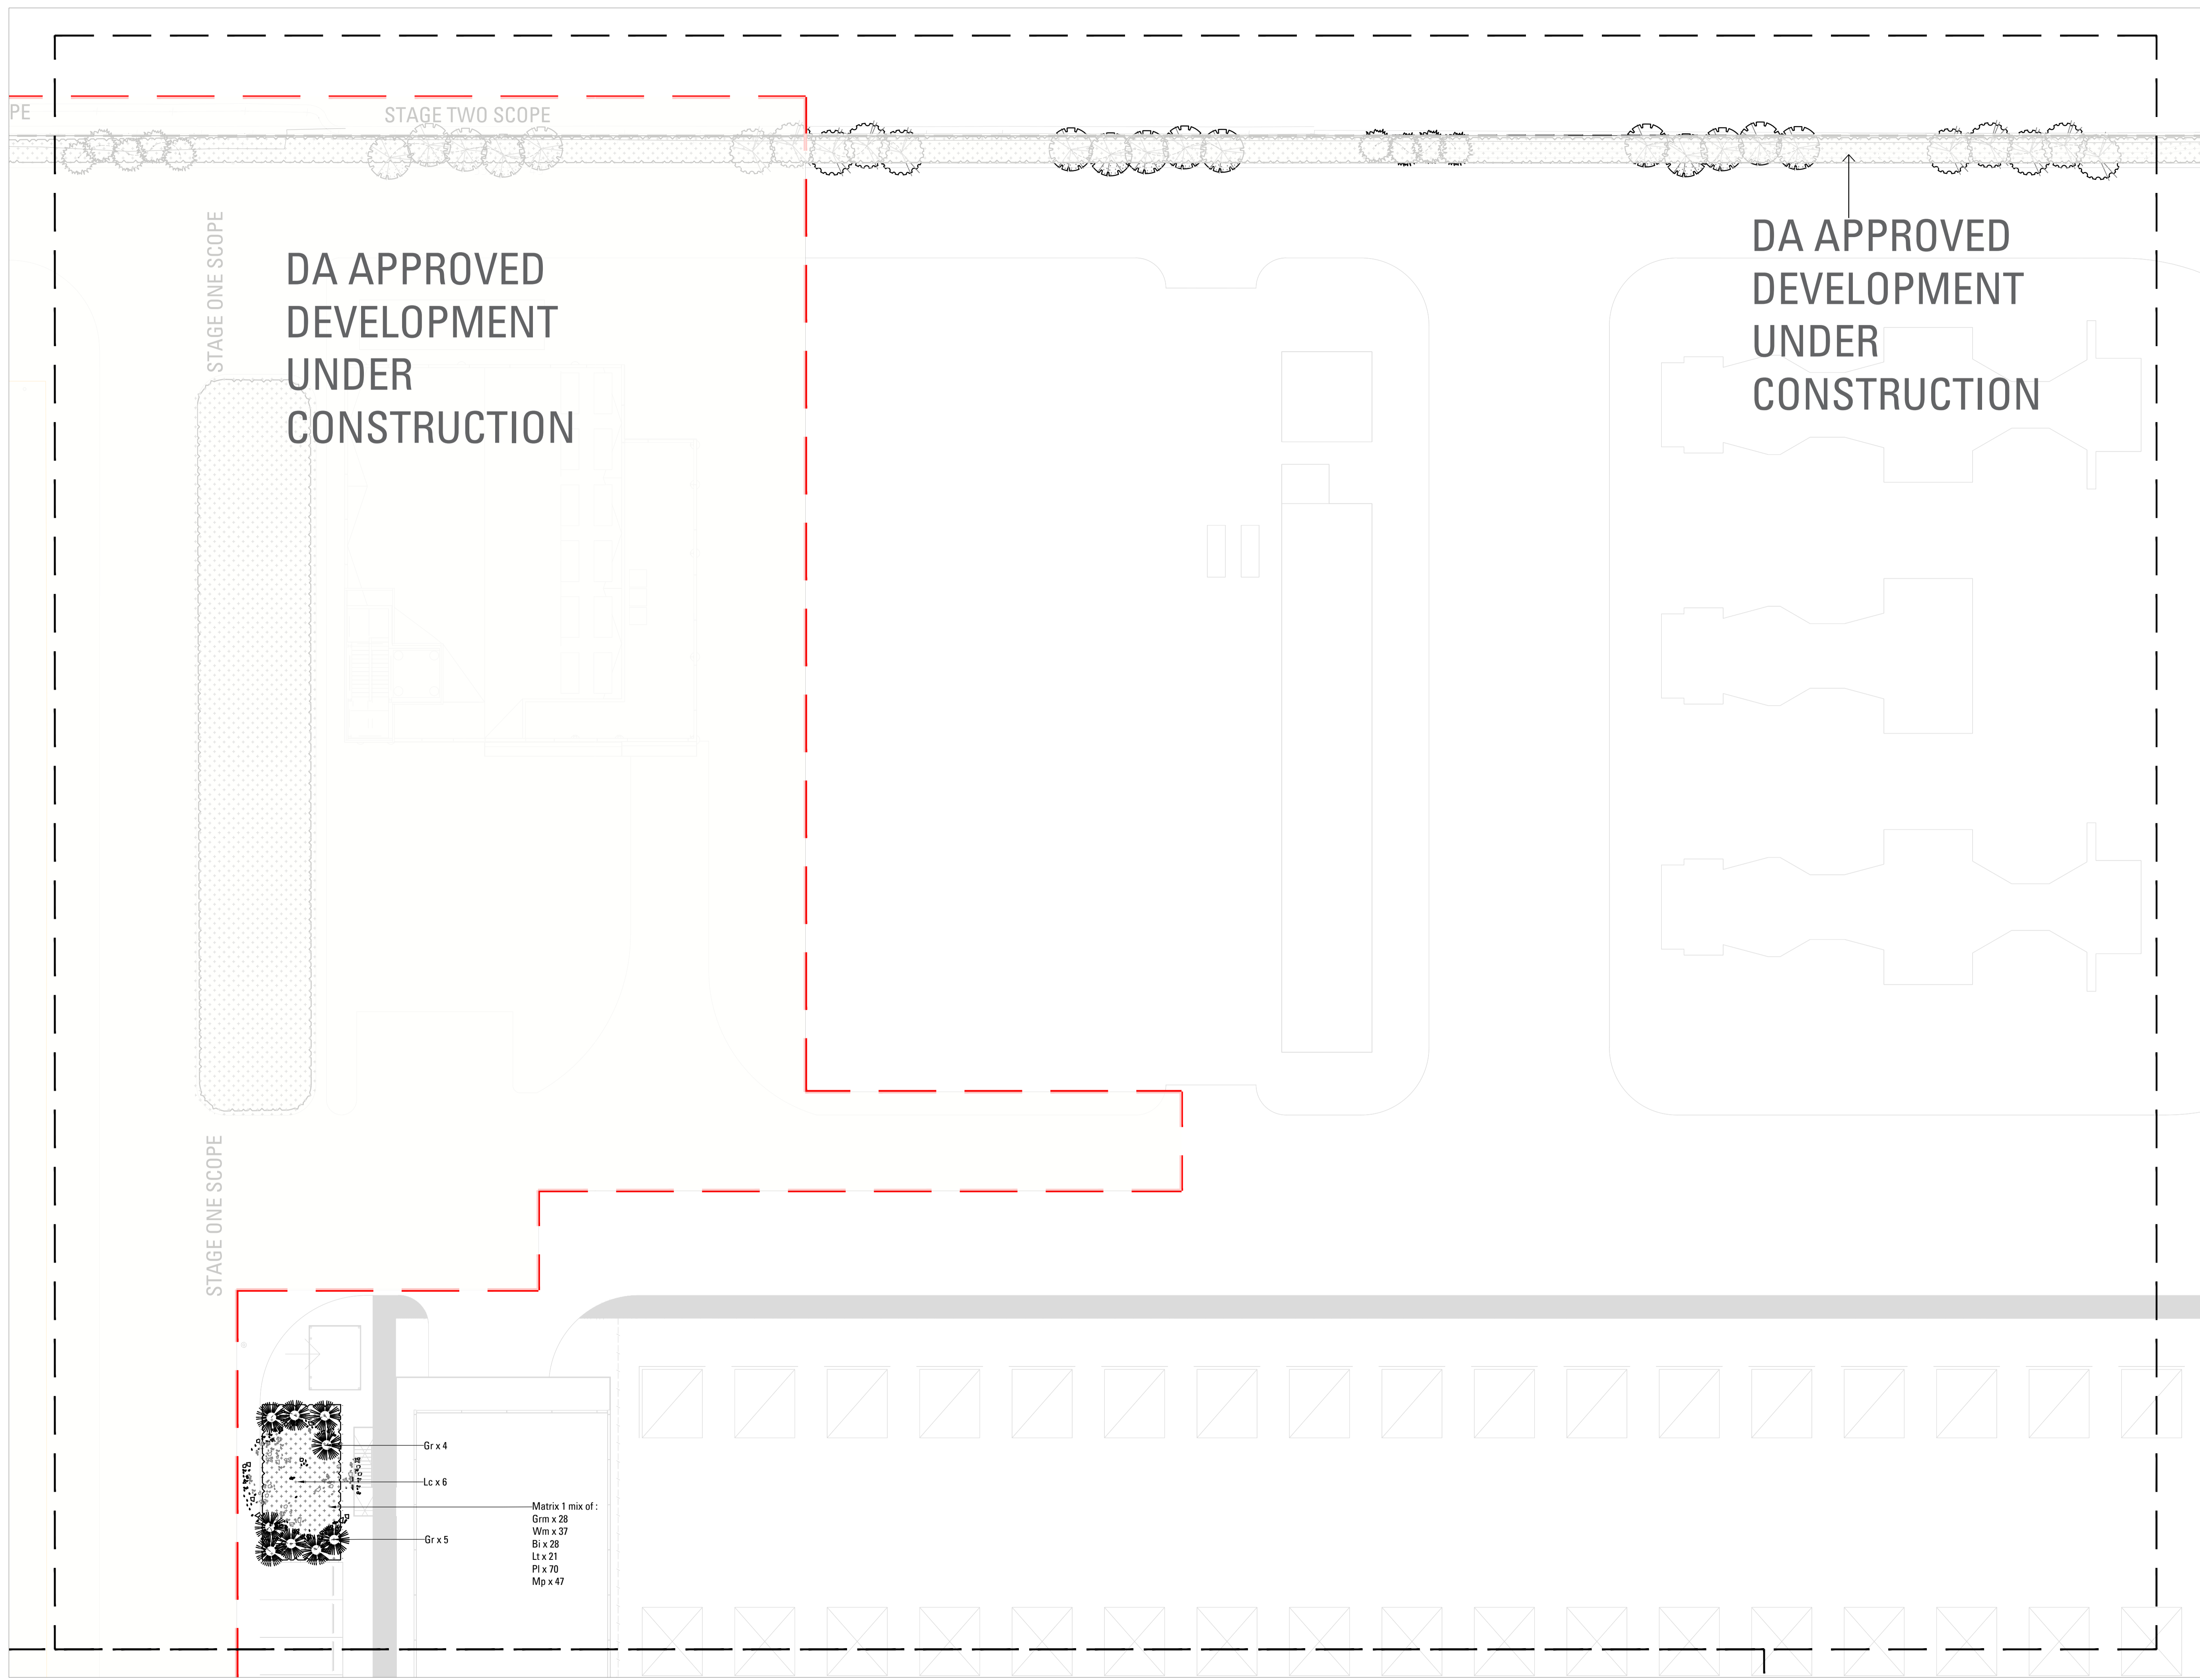 PE
STAGE TWO SCOPE
STAGE ONE SCOPE
DA APPROVED
DEVELOPMENT
UNDER
CONSTRUCTION
DA APPROVED
DEVELOPMENT
UNDER
CONSTRUCTION
STAGE ONE SCOPE
Gr x 4
Lc x 6
Matrix 1 mix of :
Grm x 28
Wm x 37
Bi x 28
Lt x 21
Pl x 70
Mp x 47
Gr x 5